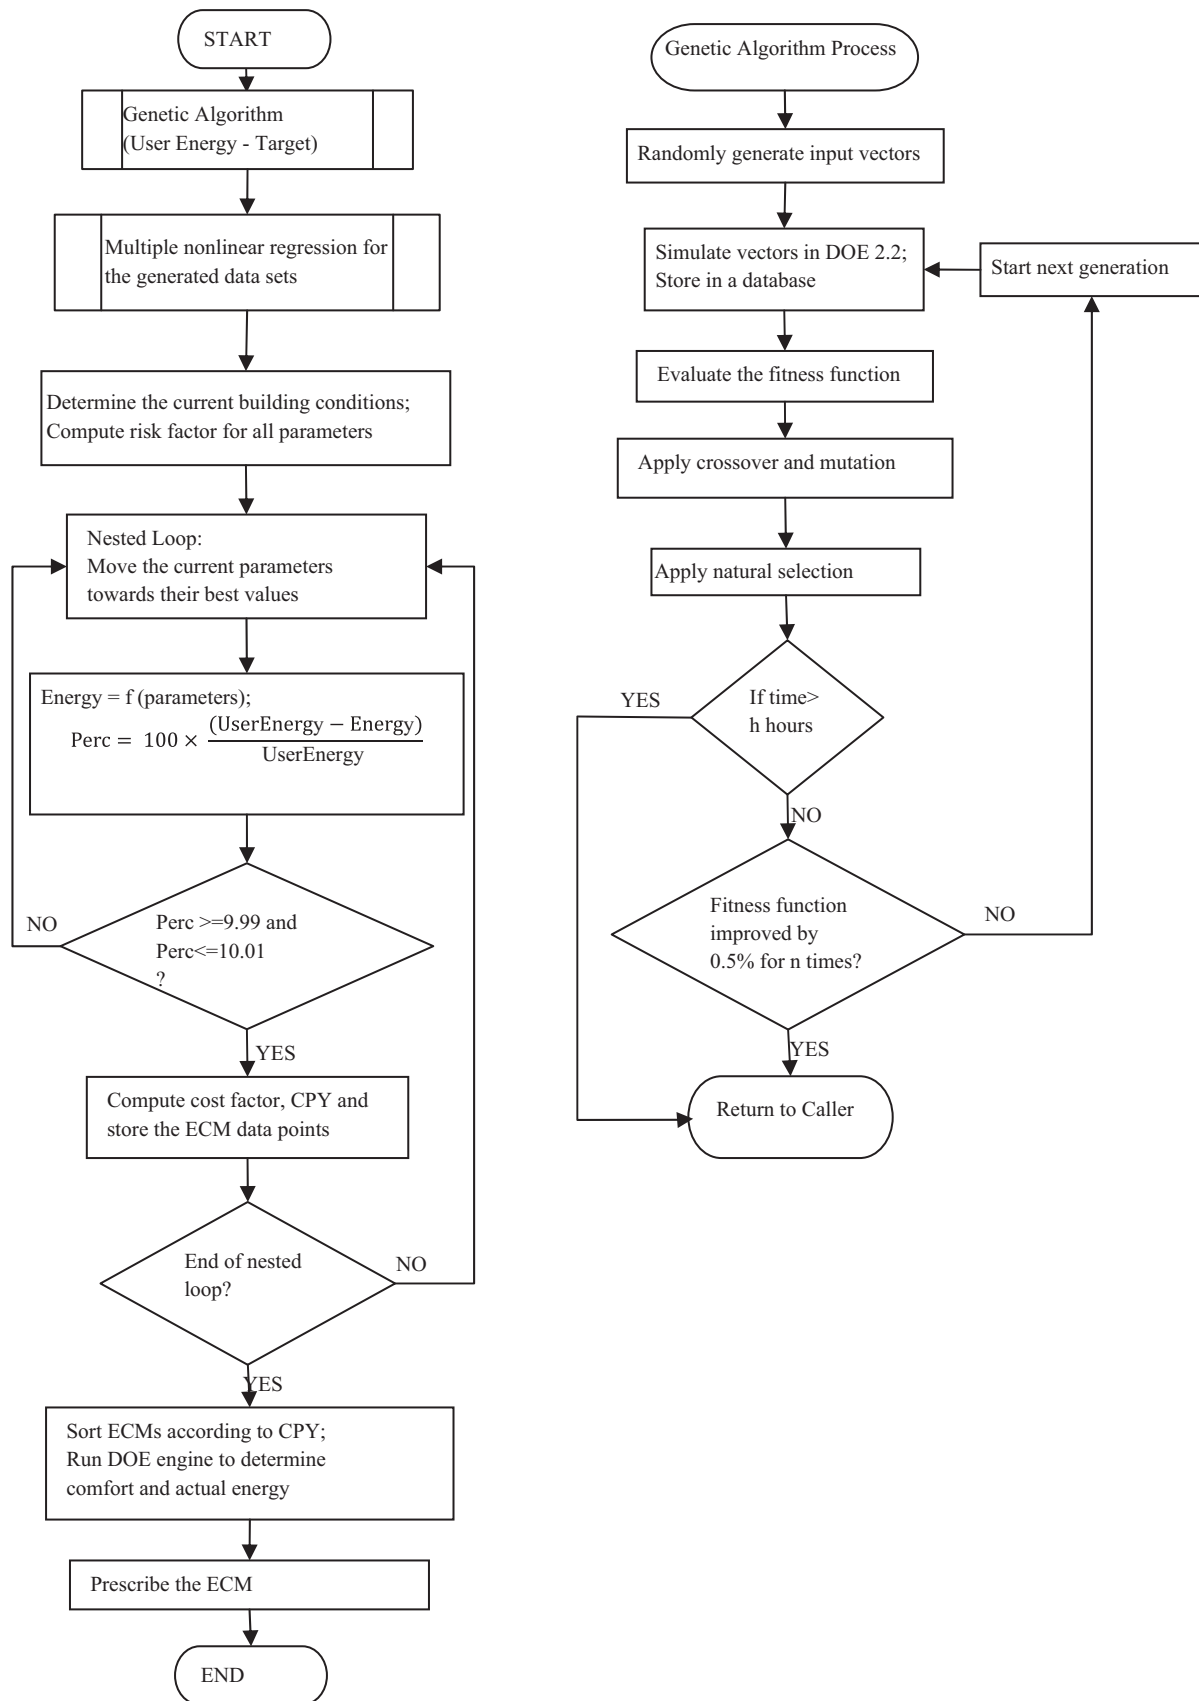 START
Genetic Algorithm
(User Energy - Target)
Multiple nonlinear regression for
the generated data sets
Determine the current building conditions;
Compute risk factor for all parameters
Nested Loop:
Move the current parameters
towards their best values
Energy = f (parameters);
Perc = 100 × (UserEnergy − Energy)
UserEnergy
NO
Perc >=9.99 and
Perc<=10.01
?
YES
Compute cost factor, CPY and
store the ECM data points
End of nested
loop?
NO
YES
Sort ECMs according to CPY;
Run DOE engine to determine
comfort and actual energy
Prescribe the ECM
END
Genetic Algorithm Process
Randomly generate input vectors
Simulate vectors in DOE 2.2;
Store in a database
Start next generation
Evaluate the fitness function
Apply crossover and mutation
Apply natural selection
YES
If time>
h hours
NO
Fitness function
improved by
0.5% for n times?
NO
YES
Return to Caller